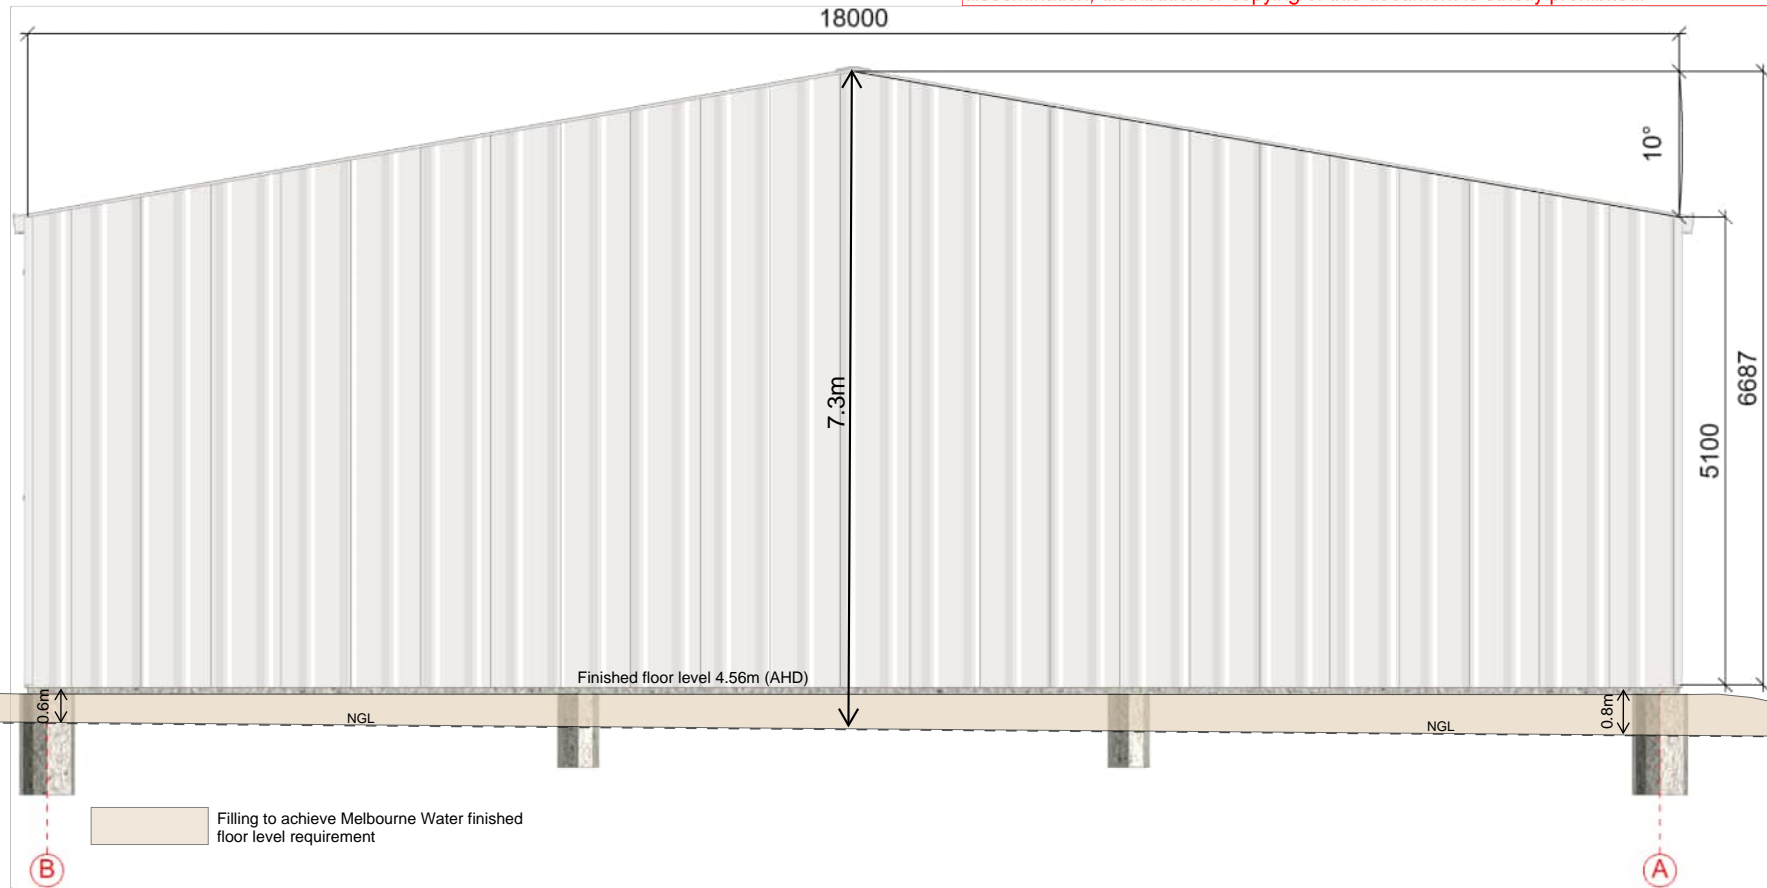 18000
10°
7.3m
6687
5100
Finished floor level 4.56m (AHD)
0.6m
NGL
0.8m
NGL
Filling to achieve Melbourne Water finished
floor level requirement
B
A